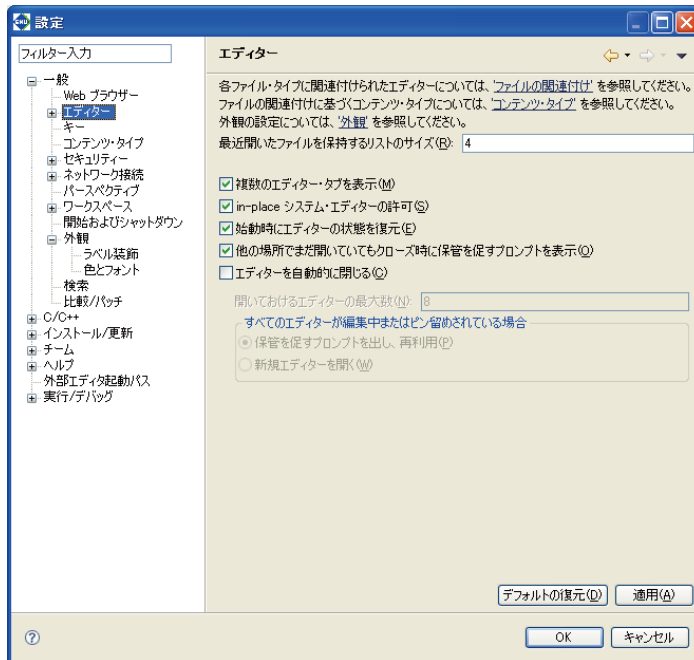 設定
フィルター入力
一般
Web ブラウザー
エディター
キー
コンテンツ・タイプ
セキュリティー
ネットワーク接続
パースペクティブ
ワークスペース
開始およびシャットダウン
外観
ラベル装飾
色とフォント
検索
比較/パッチ
C/C++
インストール/更新
チーム
ヘルプ
外部エディタ起動パス
実行/デバッグ
エディター
各ファイル・タイプに関連付けられたエディターについては、'ファイルの関連付け' を参照してください。
ファイルの関連付けに基づくコンテンツ・タイプについては、'コンテンツ・タイプ' を参照してください。
外観の設定については、'外観' を参照してください。
最近開いたファイルを保持するリストのサイズ(R): 4
複数のエディター・タブを表示(M)
in-place システム・エディターの許可(S)
始動時にエディターの状態を復元(E)
他の場所でまだ開いていてもクローズ時に保管を促すプロンプトを表示(O)
エディターを自動的に閉じる(C)
開いておけるエディターの最大数(N): 8
すべてのエディターが編集中またはピン留めされている場合
保管を促すプロンプトを出し、再利用(P)
新規エディターを開く(W)
デフォルトの復元(D) 適用(A)
OK キャンセル